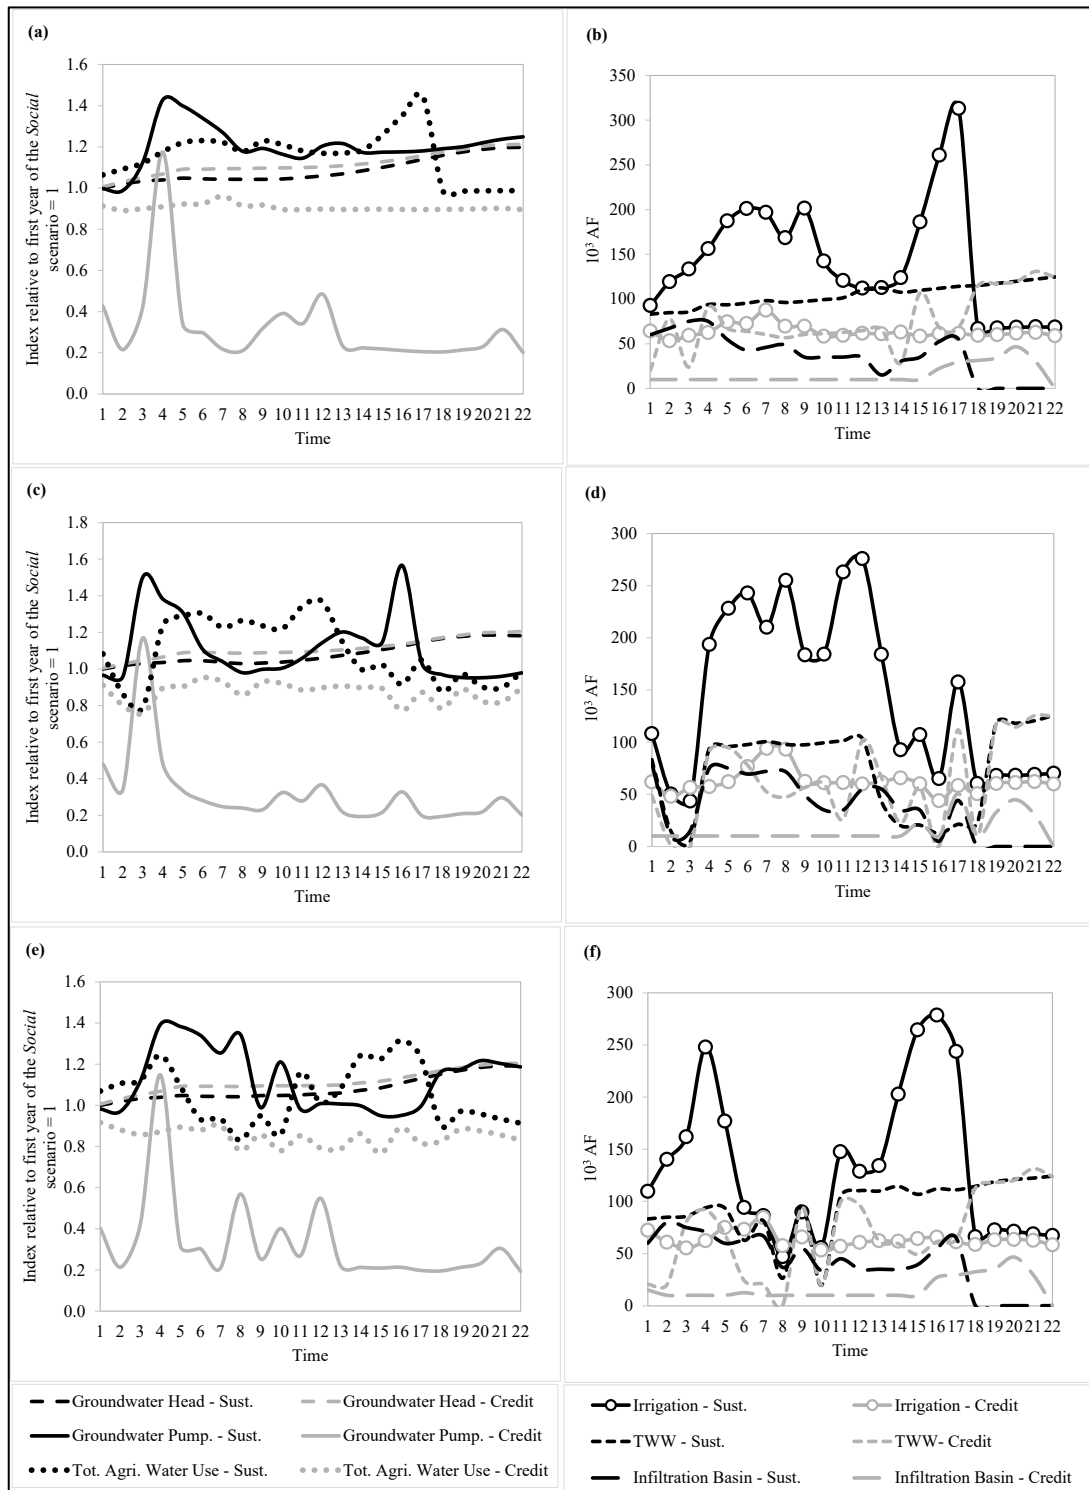 (a)
Index relative to first year of the Social
scenario = 1
1.6
1.4
1.2
1.0
0.8
0.6
0.4
0.2
0.0
1 2 3 4 5 6 7 8 9 10 11 12 13 14 15 16 17 18 19 20 21 22
Time
(b)
10³ AF
350
300
250
200
150
100
50
0
1 2 3 4 5 6 7 8 9 10 11 12 13 14 15 16 17 18 19 20 21 22
Time
(c)
Index relative to first year of the Social
scenario = 1
1.8
1.6
1.4
1.2
1.0
0.8
0.6
0.4
0.2
0.0
1 2 3 4 5 6 7 8 9 10 11 12 13 14 15 16 17 18 19 20 21 22
Time
(d)
10³ AF
300
250
200
150
100
50
0
1 2 3 4 5 6 7 8 9 10 11 12 13 14 15 16 17 18 19 20 21 22
Time
(e)
Index relative to first year of the Social
scenario = 1
1.6
1.4
1.2
1.0
0.8
0.6
0.4
0.2
0.0
1 2 3 4 5 6 7 8 9 10 11 12 13 14 15 16 17 18 19 20 21 22
Time
(f)
10³ AF
300
250
200
150
100
50
0
1 2 3 4 5 6 7 8 9 10 11 12 13 14 15 16 17 18 19 20 21 22
Time
Groundwater Head - Sust. Groundwater Head - Credit
Groundwater Pump. - Sust. Groundwater Pump. - Credit
Tot. Agri. Water Use - Sust. Tot. Agri. Water Use - Credit
Irrigation - Sust. Irrigation - Credit
TWW - Sust. TWW- Credit
Infiltration Basin - Sust. Infiltration Basin - Credit